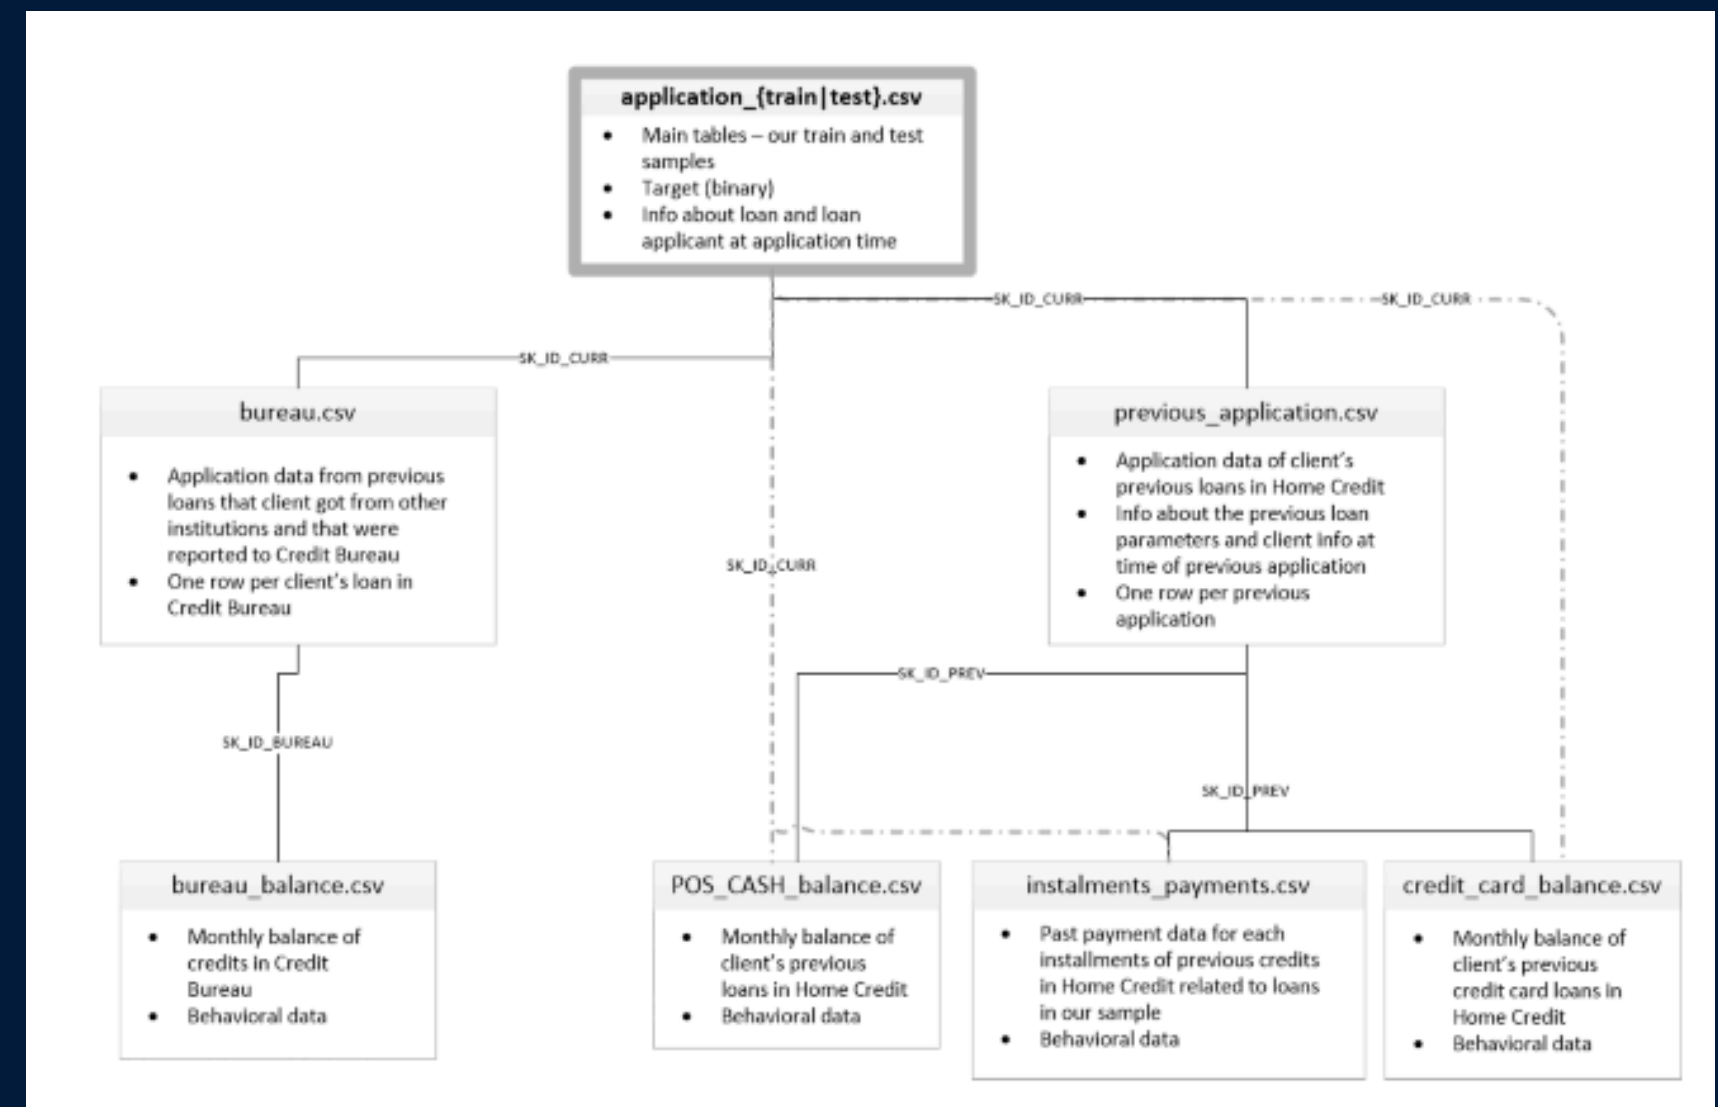 application_{train|test}.csv
• Main tables – our train and test
samples
• Target (binary)
• Info about loan and loan
applicant at application time
SK_ID_CURR
SK_ID_CURR
SK_ID_CURR
bureau.csv
• Application data from previous
loans that client got from other
institutions and that were
reported to Credit Bureau
• One row per client's loan in
Credit Bureau
previous_application.csv
• Application data of client's
previous loans in Home Credit
• Info about the previous loan
parameters and client info at
time of previous application
• One row per previous
application
SK_ID_CURR
SK_ID_PREV
SK_ID_BUREAU
SK_ID_PREV
bureau_balance.csv
• Monthly balance of
credits in Credit
Bureau
• Behavioral data
POS_CASH_balance.csv
• Monthly balance of
client's previous
loans in Home Credit
• Behavioral data
instalments_payments.csv
• Past payment data for each
installments of previous credits
in Home Credit related to loans
in our sample
• Behavioral data
credit_card_balance.csv
• Monthly balance of
client's previous
credit card loans in
Home Credit
• Behavioral data